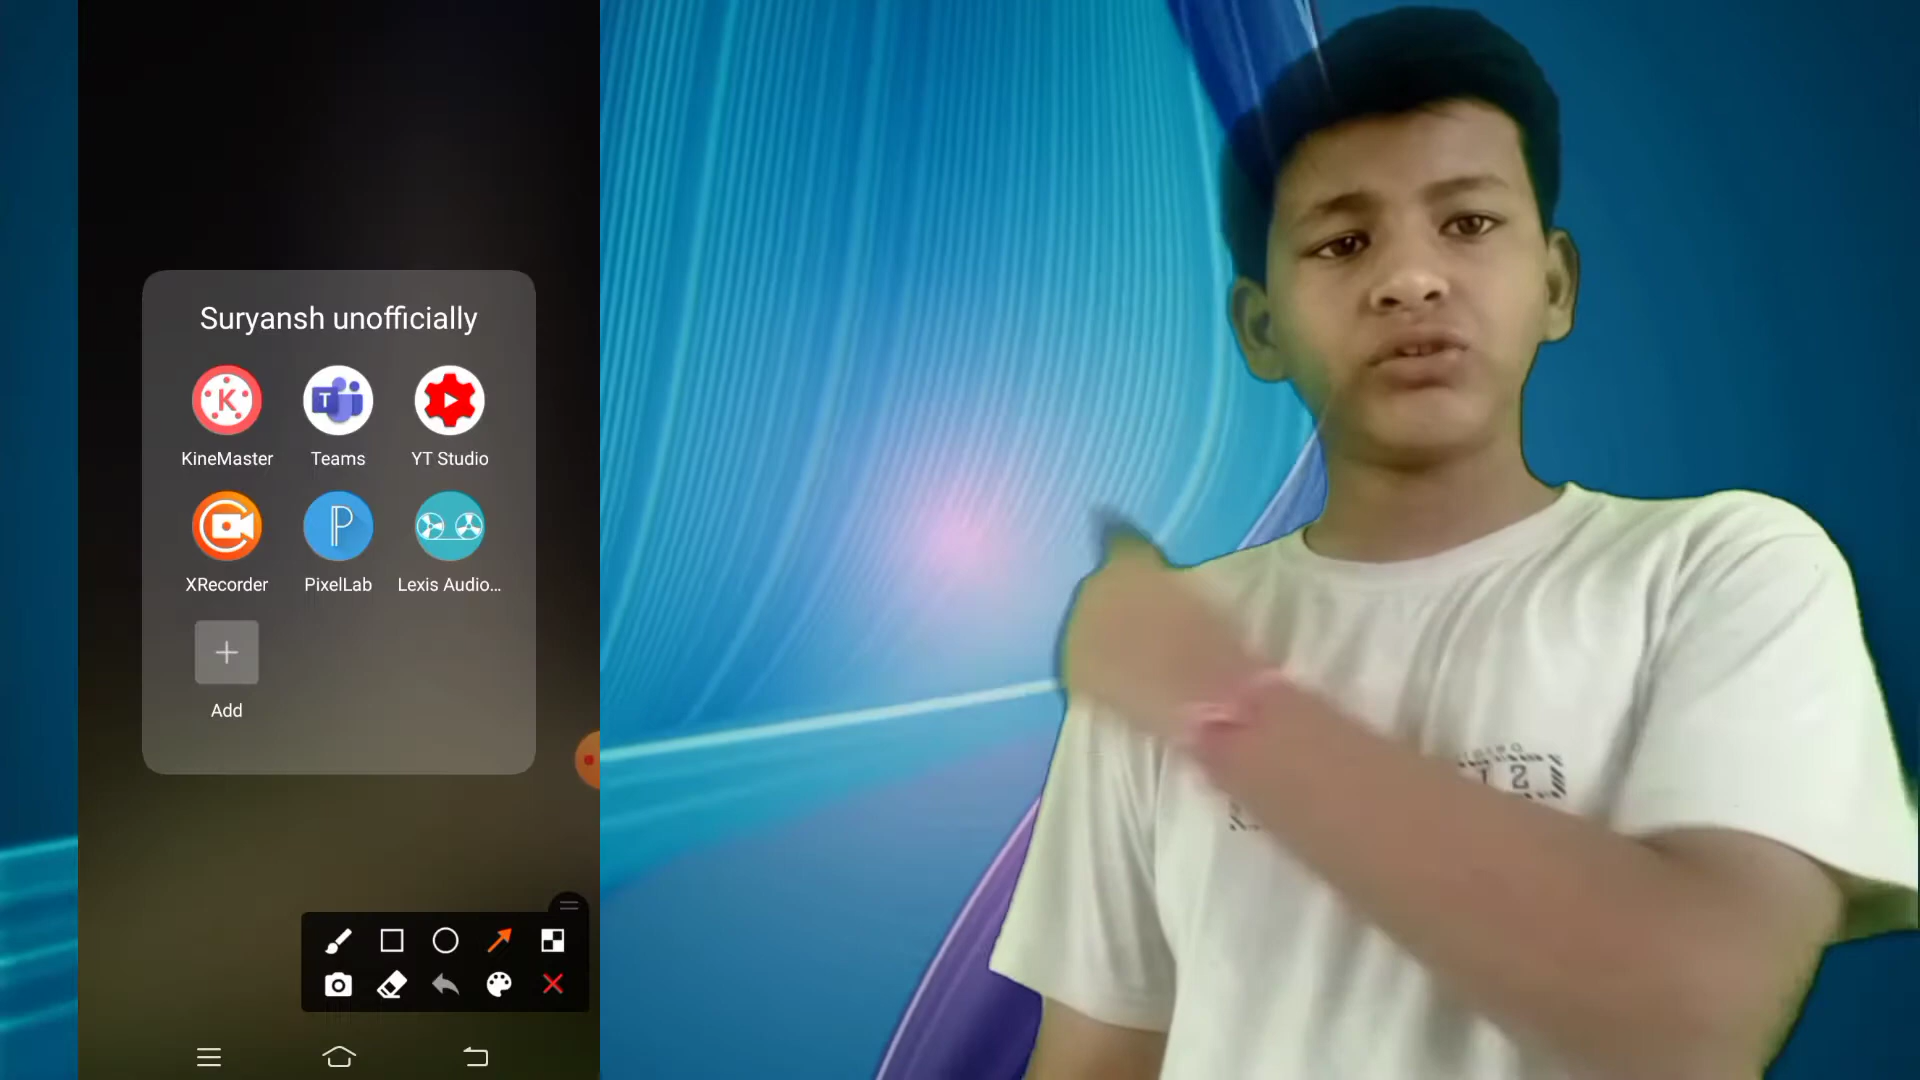 Suryansh unofficially
K
T
KineMaster
Teams
YT Studio
P
XRecorder
PixelLab
Lexis Audio...
+
Add